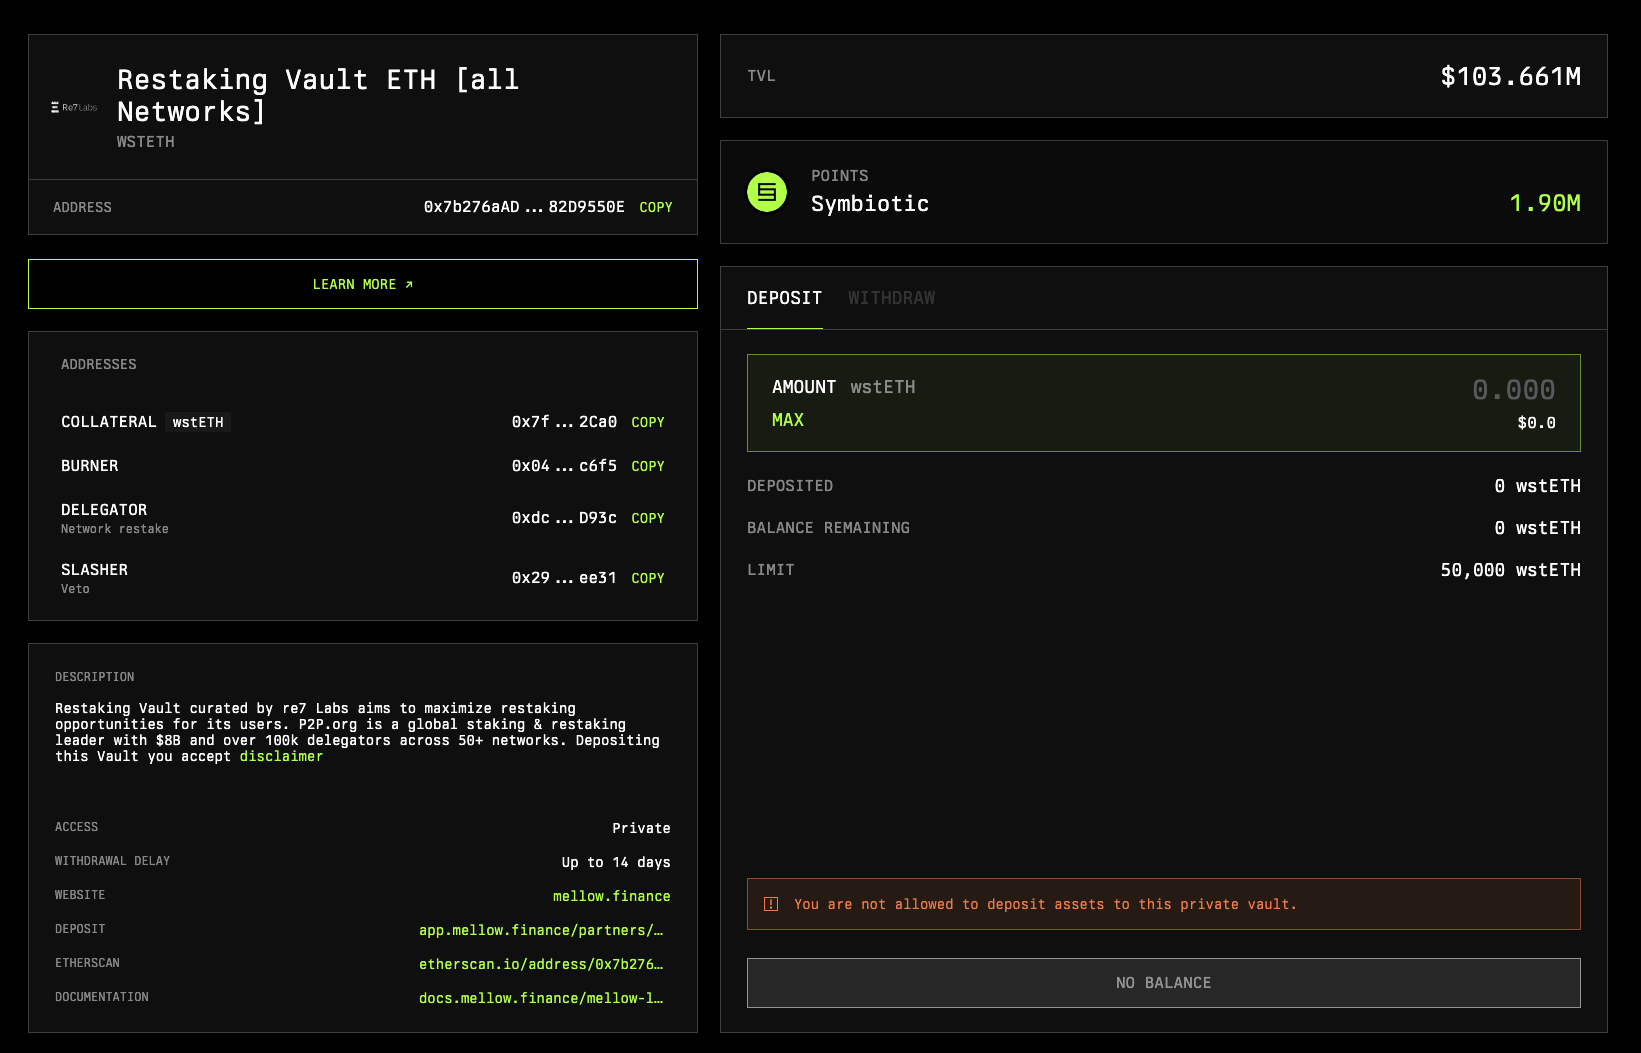 Re7Labs
Restaking Vault ETH [all
Networks]
WSTETH
ADDRESS 0x7b276aAD...82D9550E COPY
LEARN MORE ↗
ADDRESSES
COLLATERAL wstETH 0x7f...2Ca0 COPY
BURNER 0x04...c6f5 COPY
DELEGATOR 0xdc...D93c COPY
Network restake
SLASHER 0x29...ee31 COPY
Veto
DESCRIPTION
Restaking Vault curated by re7 Labs aims to maximize restaking
opportunities for its users. P2P.org is a global staking & restaking
leader with $8B and over 100k delegators across 50+ networks. Depositing
this Vault you accept disclaimer
ACCESS Private
WITHDRAWAL DELAY Up to 14 days
WEBSITE mellow.finance
DEPOSIT app.mellow.finance/partners/…
ETHERSCAN etherscan.io/address/0x7b276…
DOCUMENTATION docs.mellow.finance/mellow-l…
TVL $103.661M
POINTS
Symbiotic 1.90M
DEPOSIT WITHDRAW
AMOUNT wstETH 0.000
MAX $0.0
DEPOSITED 0 wstETH
BALANCE REMAINING 0 wstETH
LIMIT 50,000 wstETH
You are not allowed to deposit assets to this private vault.
NO BALANCE